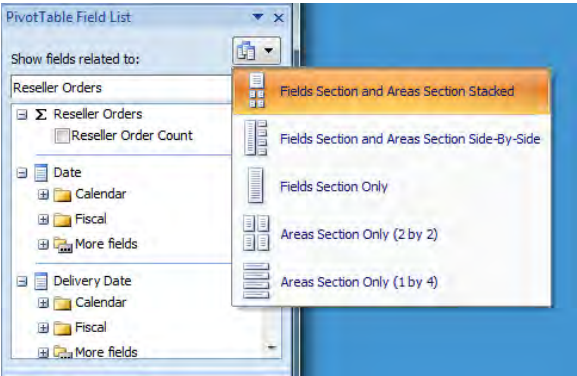 PivotTable Field List
Show fields related to:
Reseller Orders
Σ Reseller Orders
Reseller Order Count
Date
Calendar
Fiscal
More fields
Delivery Date
Calendar
Fiscal
More fields
Fields Section and Areas Section Stacked
Fields Section and Areas Section Side-By-Side
Fields Section Only
Areas Section Only (2 by 2)
Areas Section Only (1 by 4)